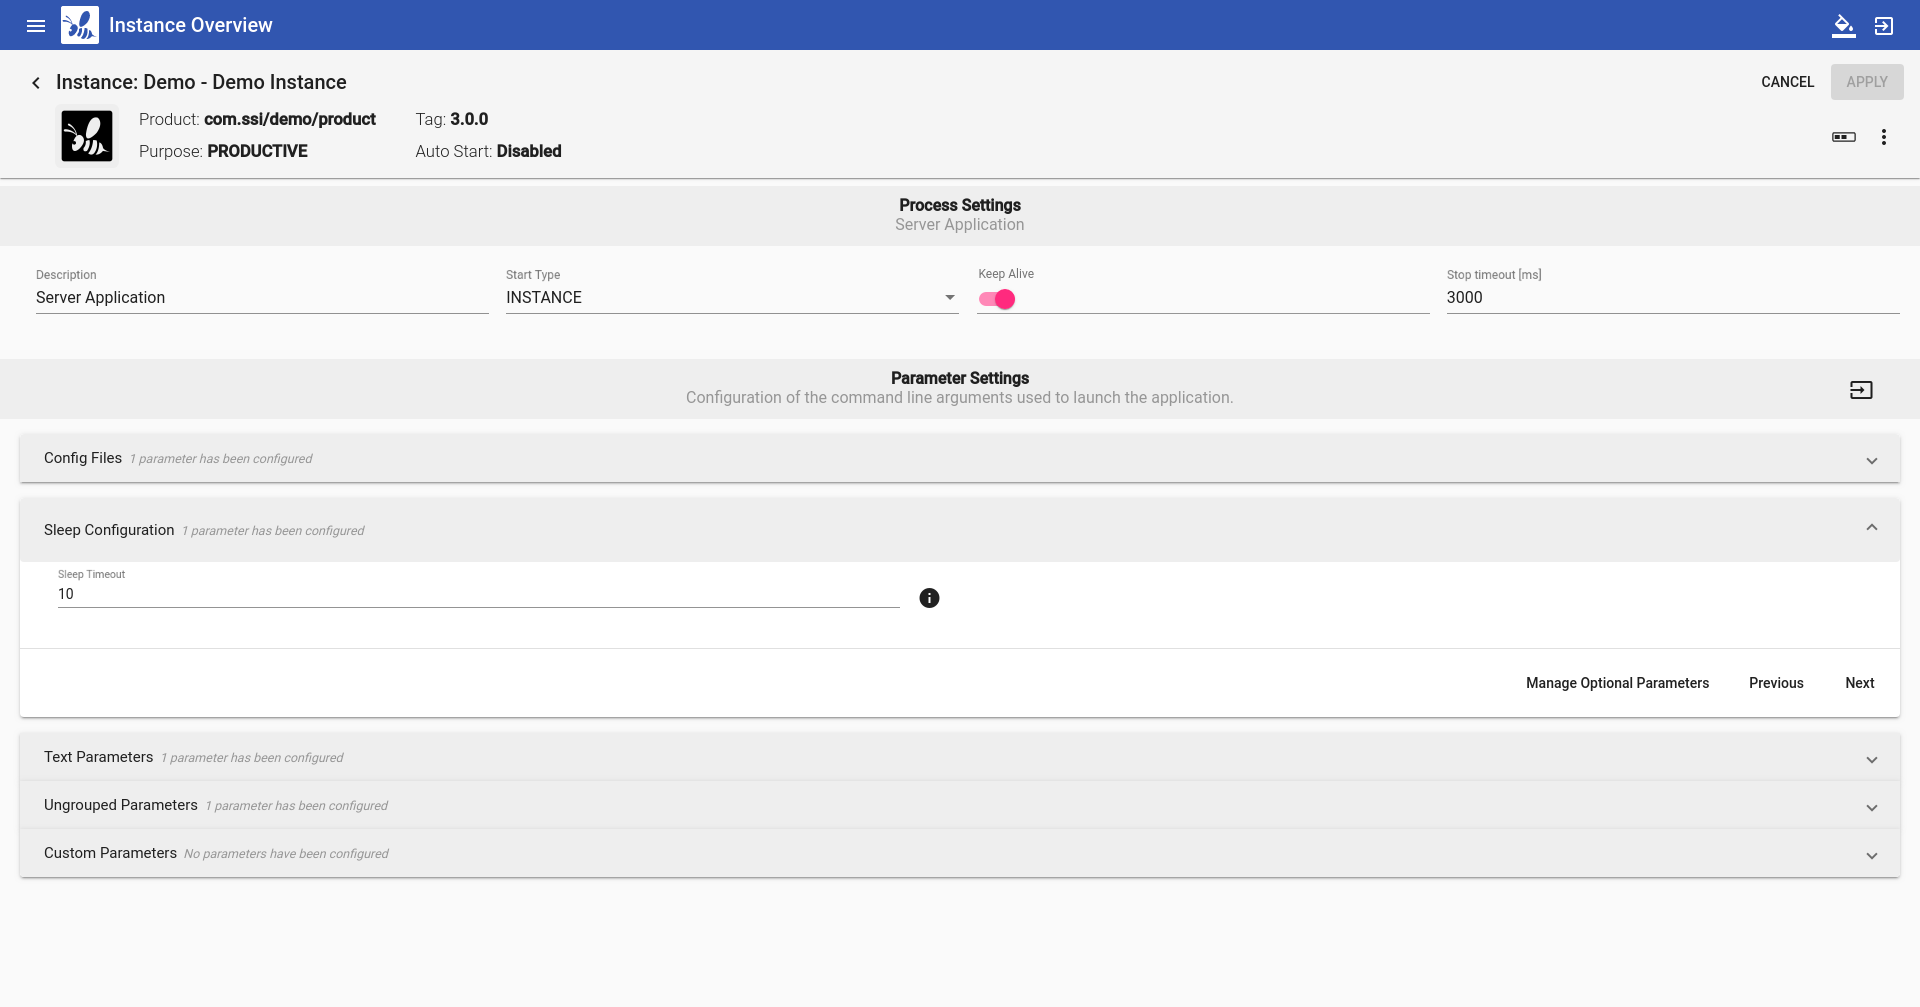 Instance Overview
Instance: Demo - Demo Instance
CANCEL
APPLY
Product: com.ssi/demo/product
Tag: 3.0.0
Purpose: PRODUCTIVE
Auto Start: Disabled
Process Settings
Server Application
Description
Start Type
Keep Alive
Stop timeout [ms]
Server Application
INSTANCE
3000
Parameter Settings
Configuration of the command line arguments used to launch the application.
Config Files 1 parameter has been configured
Sleep Configuration 1 parameter has been configured
Sleep Timeout
10
Manage Optional Parameters
Previous
Next
Text Parameters 1 parameter has been configured
Ungrouped Parameters 1 parameter has been configured
Custom Parameters No parameters have been configured